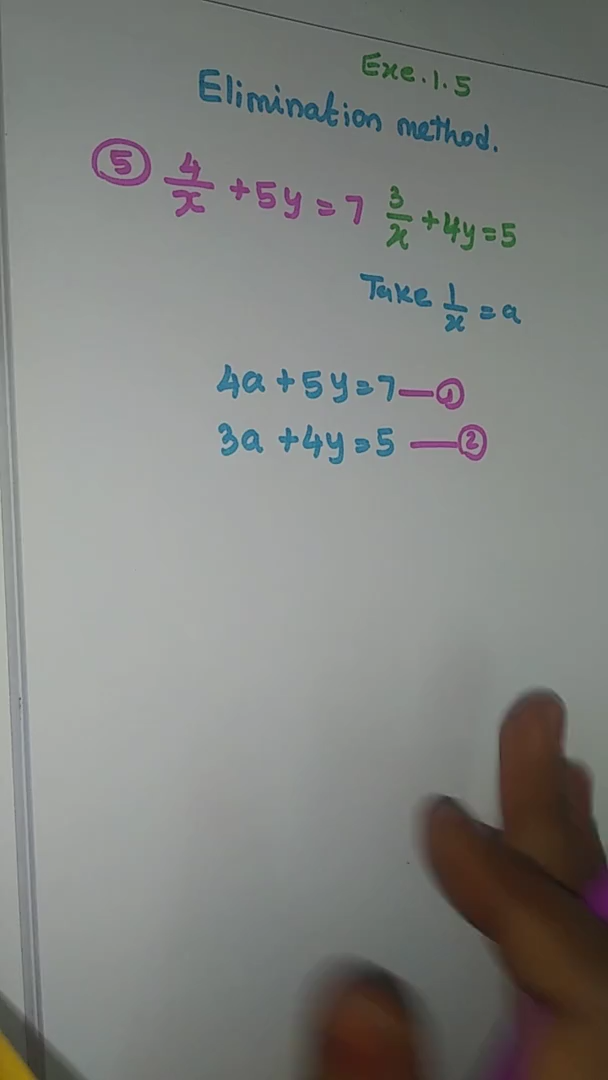 Exe.1.5
Elimination method.
⑤ 4/x + 5y = 7 3/x + 4y = 5
Take 1/x = a
4a + 5y = 7 — ①
3a + 4y = 5 — ②